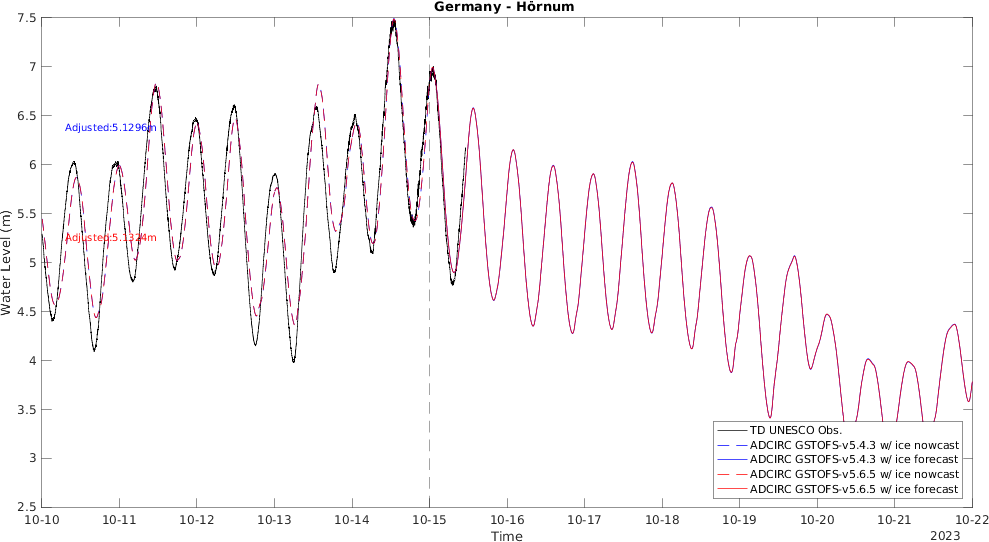 Germany - Hörnum
7.5
7
6.5
6
5.5
5
4.5
4
3.5
3
2.5
Water Level (m)
Adjusted:5.1296m
Adjusted:5.1324m
TD UNESCO Obs.
ADCIRC GSTOFS-v5.4.3 w/ ice nowcast
ADCIRC GSTOFS-v5.4.3 w/ ice forecast
ADCIRC GSTOFS-v5.6.5 w/ ice nowcast
ADCIRC GSTOFS-v5.6.5 w/ ice forecast
10-10 10-11 10-12 10-13 10-14 10-15 10-16 10-17 10-18 10-19 10-20 10-21 10-22
Time
2023